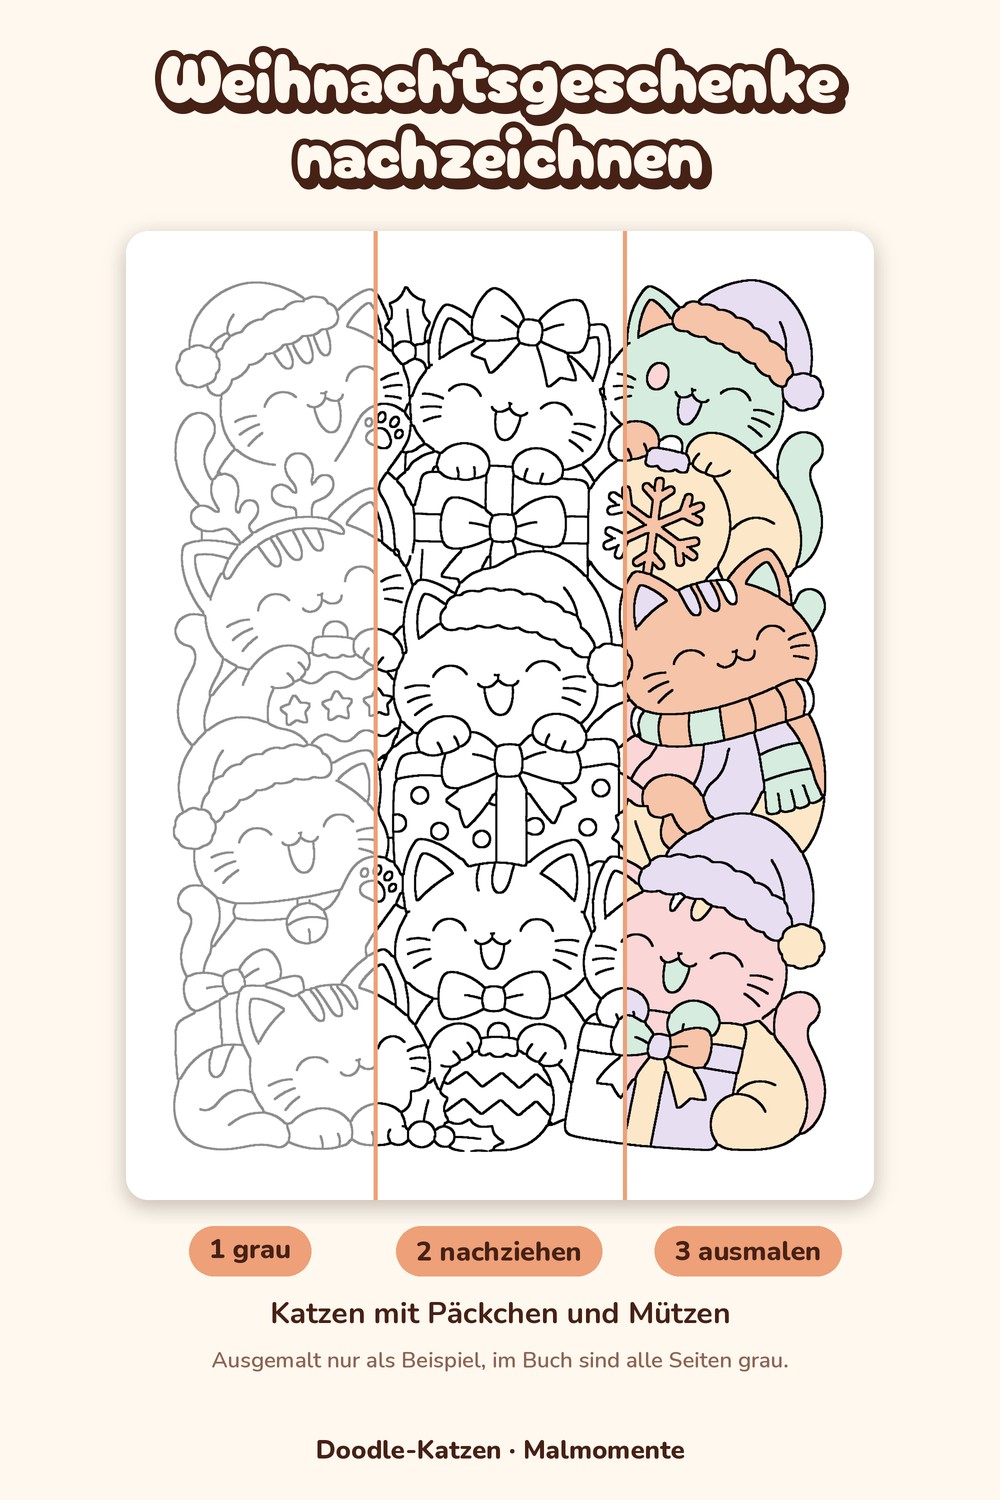 Weihnachtsgeschenke
nachzeichnen
1 grau
2 nachziehen
3 ausmalen
Katzen mit Päckchen und Mützen
Ausgemalt nur als Beispiel, im Buch sind alle Seiten grau.
Doodle-Katzen · Malmomente